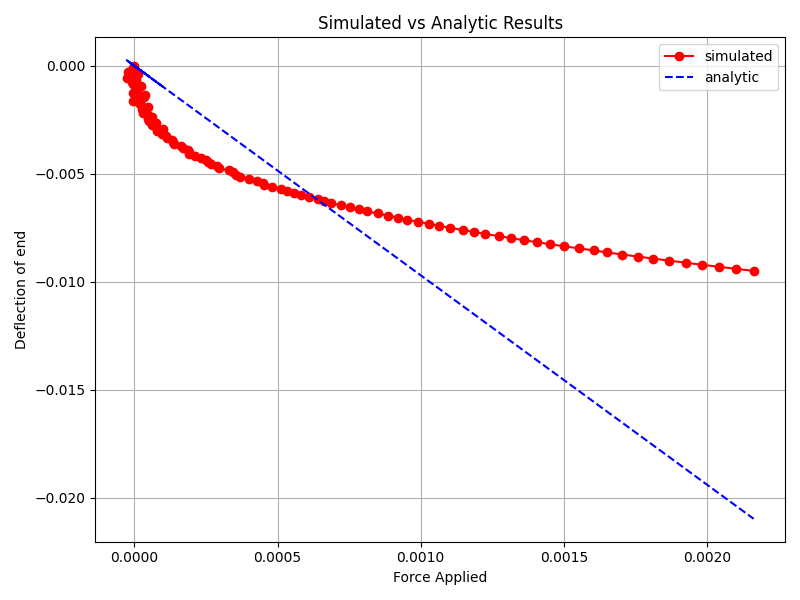 Simulated vs Analytic Results
simulated
analytic
0.000
−0.005
−0.010
−0.015
−0.020
Deflection of end
0.0000
0.0005
0.0010
0.0015
0.0020
Force Applied